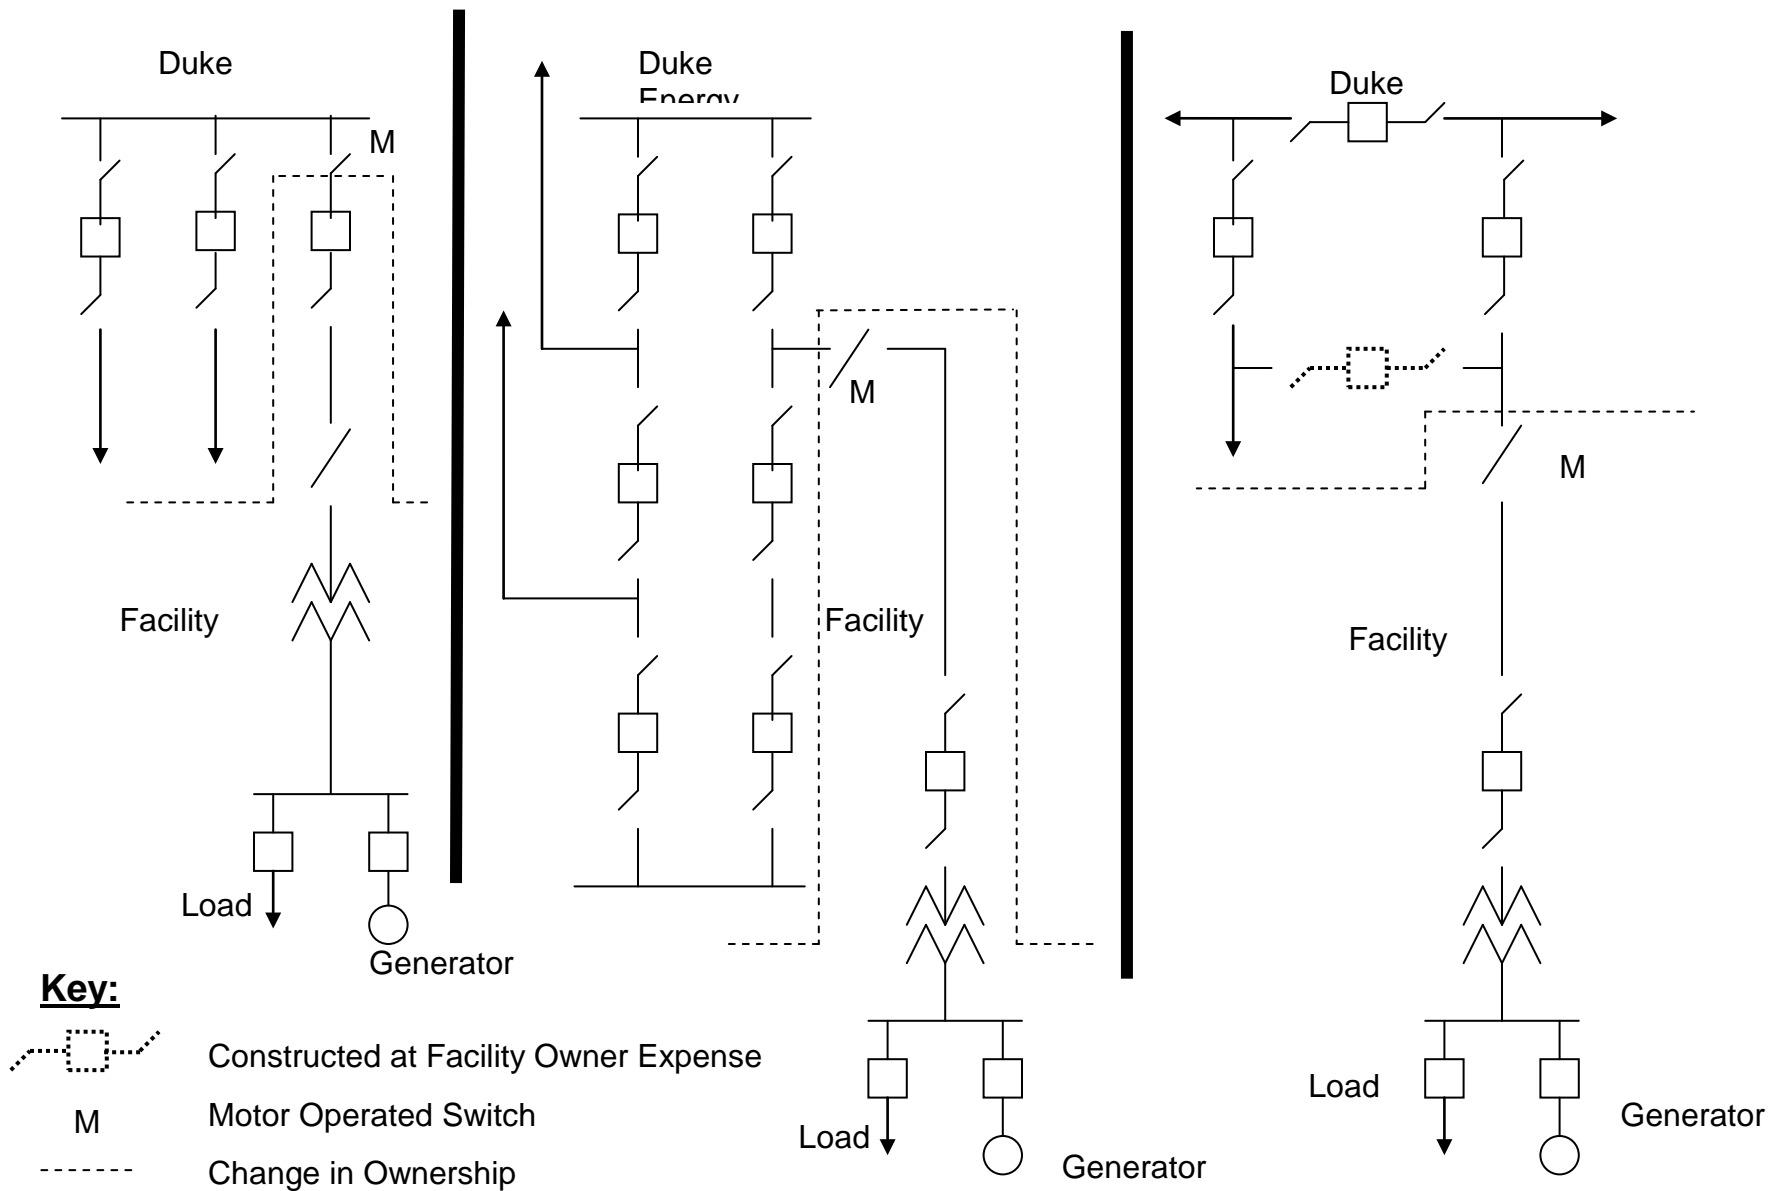 Duke
Duke
Energy
Duke
M
M
M
Facility
Facility
Facility
Load
Generator
Load
Generator
Load
Generator
Key:
Constructed at Facility Owner Expense
M
Motor Operated Switch
Change in Ownership